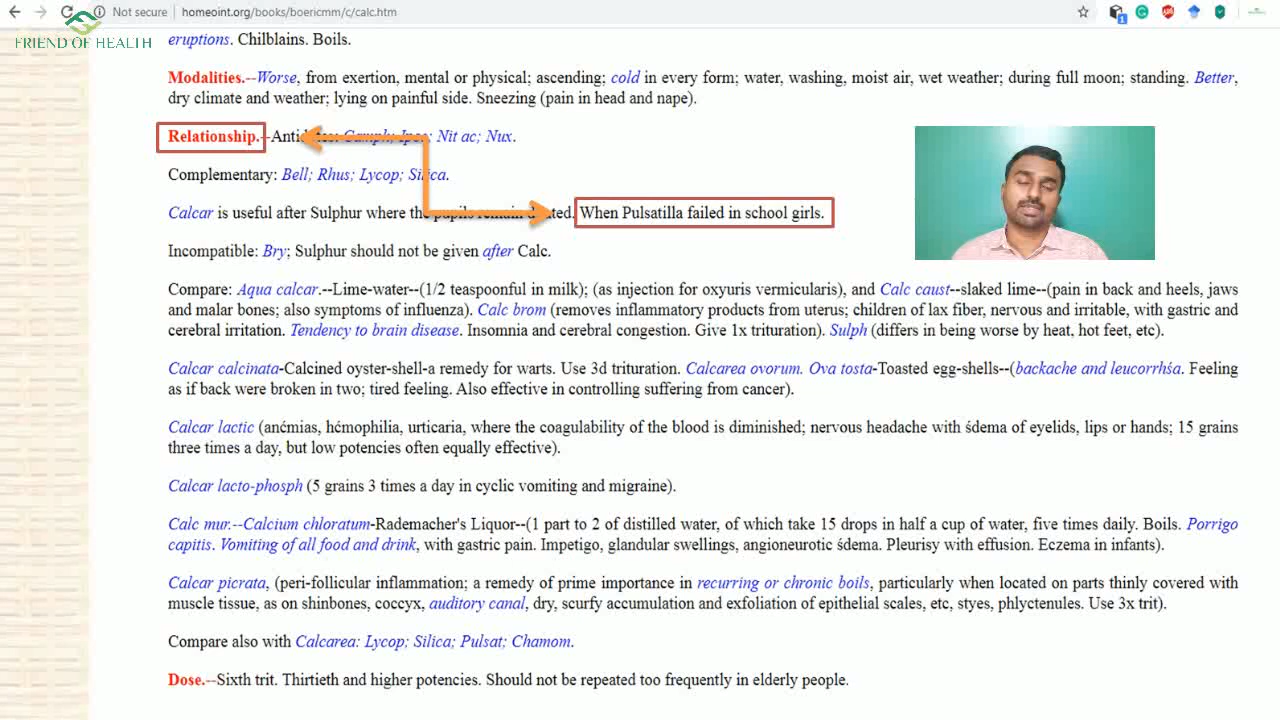 Not secure | homeoint.org/books/boericmm/c/calc.htm
FRIEND OF HEALTH
eruptions. Chilblains. Boils.
Modalities.--Worse, from exertion, mental or physical; ascending; cold in every form; water, washing, moist air, wet weather; during full moon; standing. Better,
dry climate and weather; lying on painful side. Sneezing (pain in head and nape).
Relationship.--Antidotes: Camph; Ipec; Nit ac; Nux.
Complementary: Bell; Rhus; Lycop; Silica.
Calcar is useful after Sulphur where the pupils remain dilated. When Pulsatilla failed in school girls.
Incompatible: Bry; Sulphur should not be given after Calc.
Compare: Aqua calcar.--Lime-water--(1/2 teaspoonful in milk); (as injection for oxyuris vermicularis), and Calc caust--slaked lime--(pain in back and heels, jaws
and malar bones; also symptoms of influenza). Calc brom (removes inflammatory products from uterus; children of lax fiber, nervous and irritable, with gastric and
cerebral irritation. Tendency to brain disease. Insomnia and cerebral congestion. Give 1x trituration). Sulph (differs in being worse by heat, hot feet, etc).
Calcar calcinata-Calcined oyster-shell-a remedy for warts. Use 3d trituration. Calcarea ovorum. Ova tosta-Toasted egg-shells--(backache and leucorrhśa. Feeling
as if back were broken in two; tired feeling. Also effective in controlling suffering from cancer).
Calcar lactic (anćmias, hćmophilia, urticaria, where the coagulability of the blood is diminished; nervous headache with śdema of eyelids, lips or hands; 15 grains
three times a day, but low potencies often equally effective).
Calcar lacto-phosph (5 grains 3 times a day in cyclic vomiting and migraine).
Calc mur.--Calcium chloratum-Rademacher's Liquor--(1 part to 2 of distilled water, of which take 15 drops in half a cup of water, five times daily. Boils. Porrigo
capitis. Vomiting of all food and drink, with gastric pain. Impetigo, glandular swellings, angioneurotic śdema. Pleurisy with effusion. Eczema in infants).
Calcar picrata, (peri-follicular inflammation; a remedy of prime importance in recurring or chronic boils, particularly when located on parts thinly covered with
muscle tissue, as on shinbones, coccyx, auditory canal, dry, scurfy accumulation and exfoliation of epithelial scales, etc, styes, phlyctenules. Use 3x trit).
Compare also with Calcarea: Lycop; Silica; Pulsat; Chamom.
Dose.--Sixth trit. Thirtieth and higher potencies. Should not be repeated too frequently in elderly people.